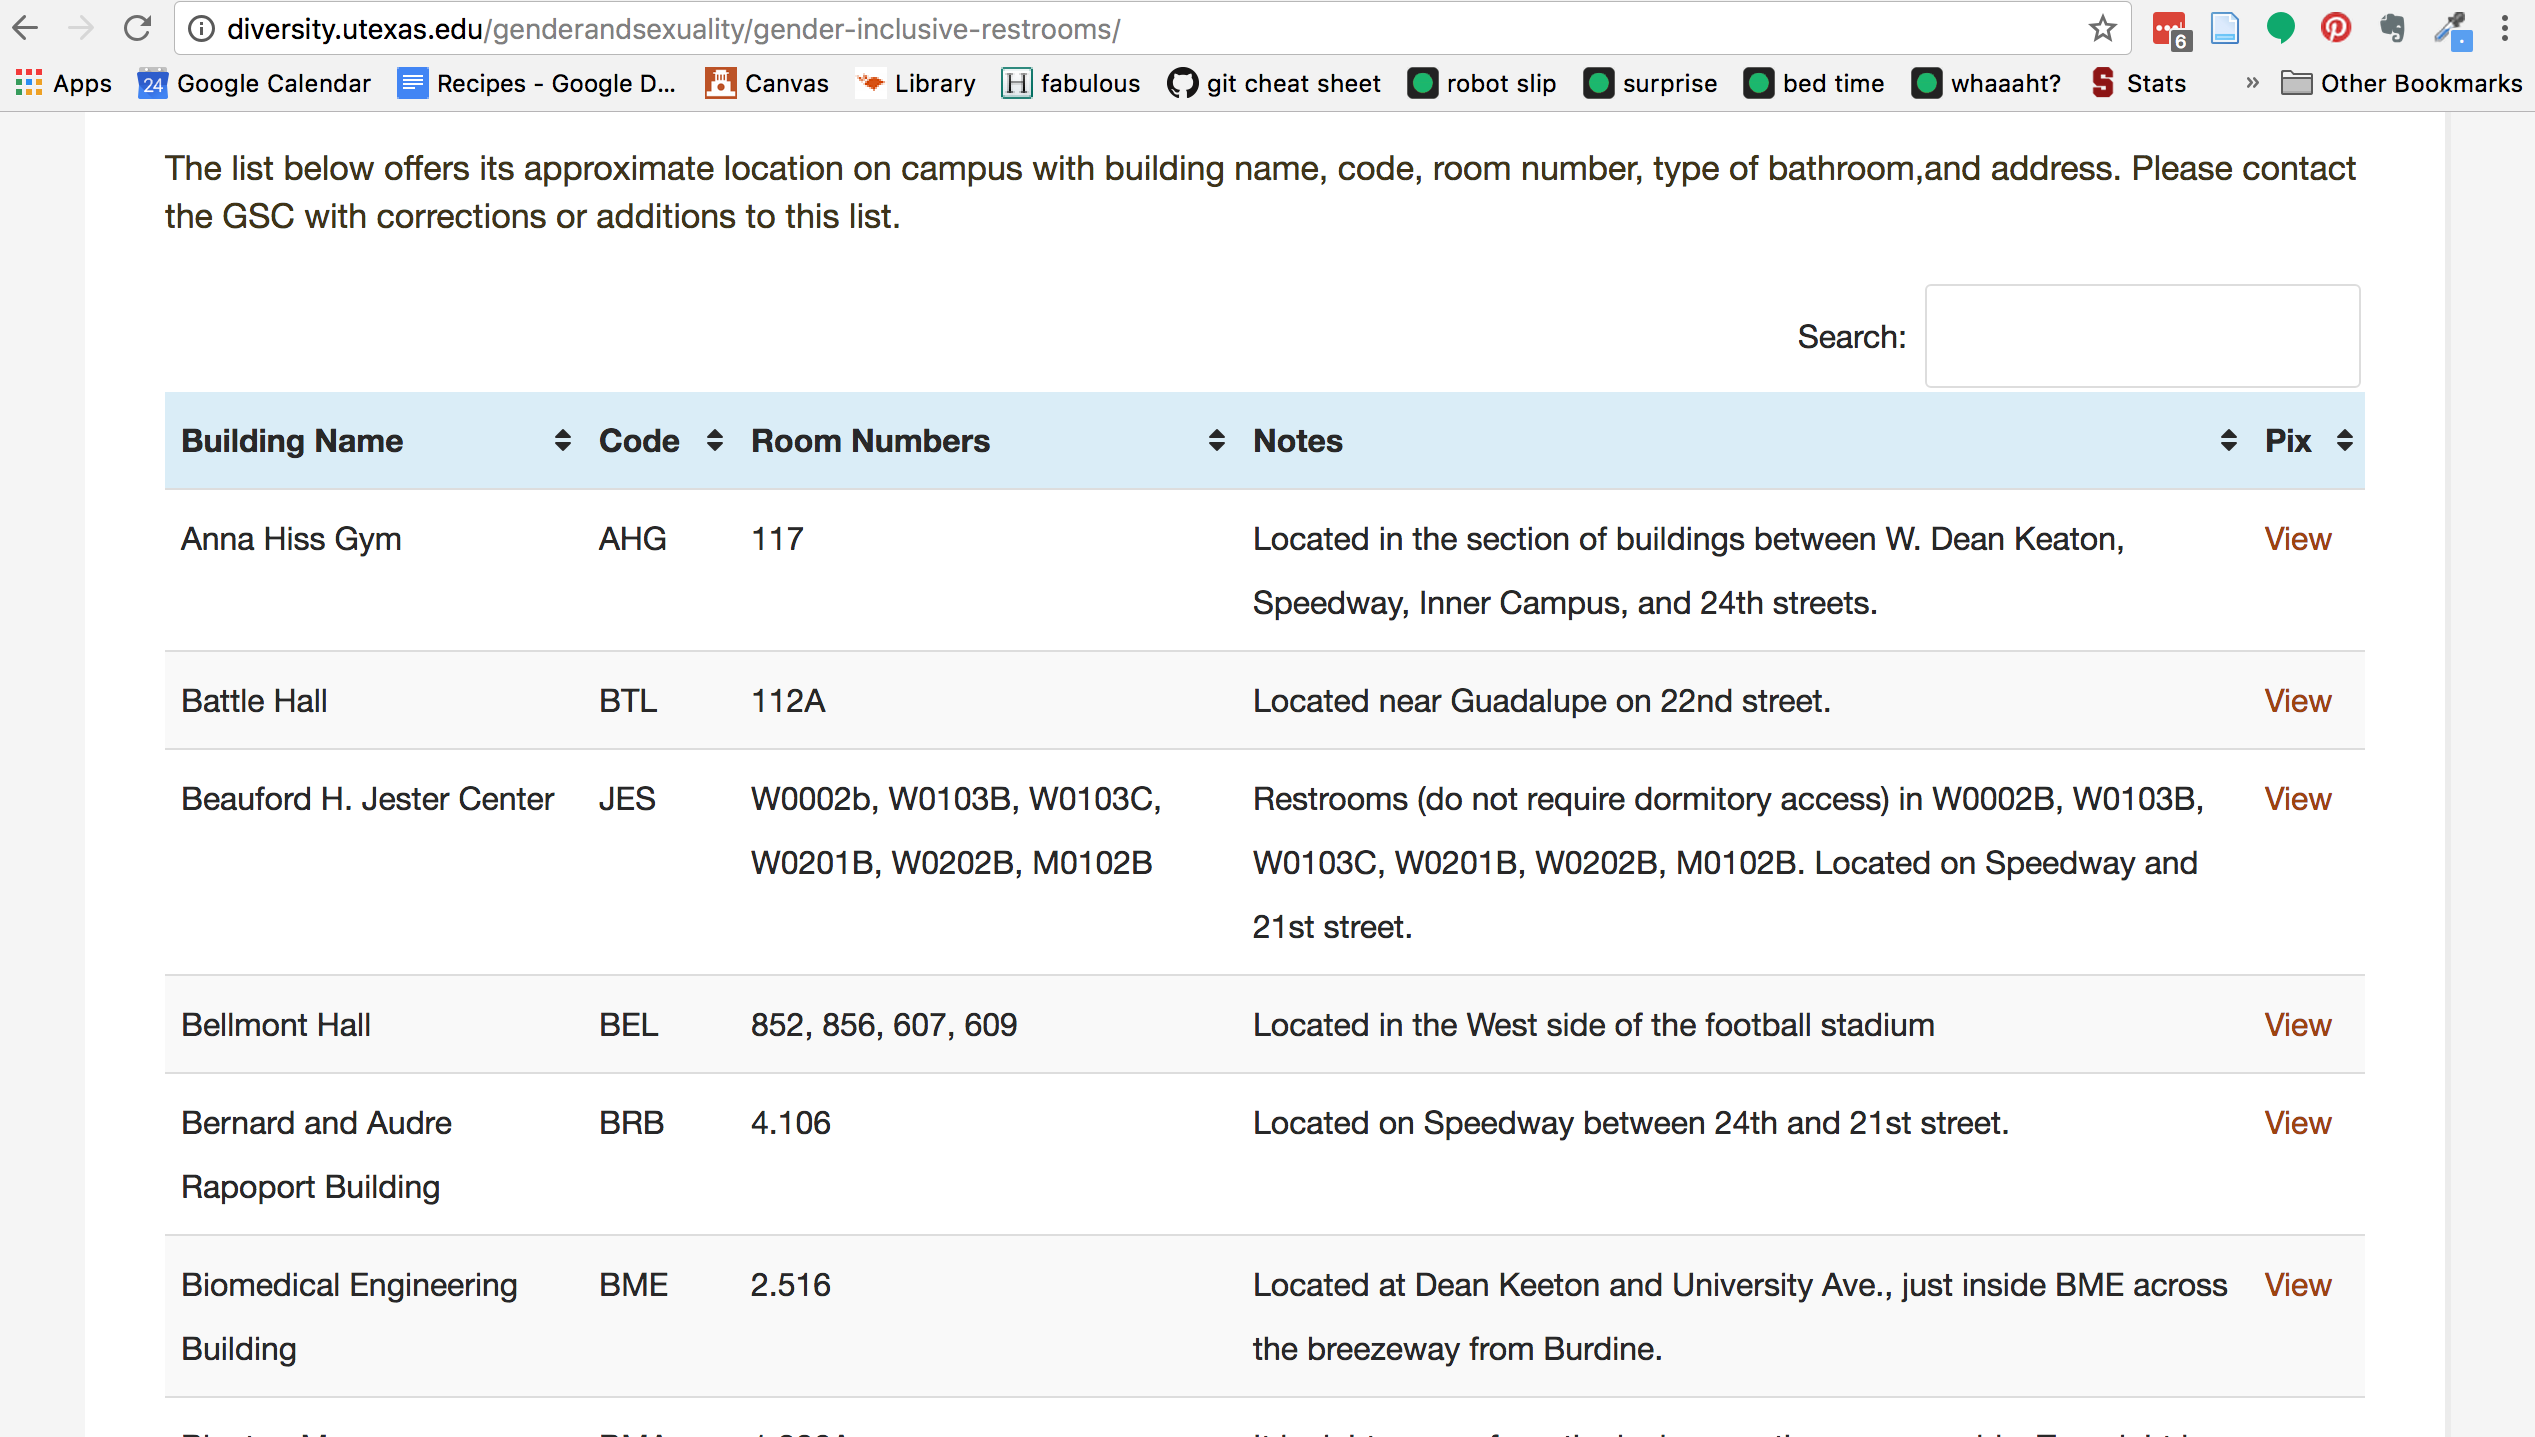 diversity.utexas.edu/genderandsexuality/gender-inclusive-restrooms/
6
Apps 24 Google Calendar Recipes - Google D... Canvas Library H fabulous git cheat sheet robot slip surprise bed time whaaaht? S Stats » Other Bookmarks
The list below offers its approximate location on campus with building name, code, room number, type of bathroom,and address. Please contact
the GSC with corrections or additions to this list.
Search:
Building Name Code Room Numbers Notes Pix
Anna Hiss Gym AHG 117 Located in the section of buildings between W. Dean Keaton, View
Speedway, Inner Campus, and 24th streets.
Battle Hall BTL 112A Located near Guadalupe on 22nd street. View
Beauford H. Jester Center JES W0002b, W0103B, W0103C, Restrooms (do not require dormitory access) in W0002B, W0103B, View
W0201B, W0202B, M0102B W0103C, W0201B, W0202B, M0102B. Located on Speedway and
21st street.
Bellmont Hall BEL 852, 856, 607, 609 Located in the West side of the football stadium View
Bernard and Audre BRB 4.106 Located on Speedway between 24th and 21st street. View
Rapoport Building
Biomedical Engineering BME 2.516 Located at Dean Keeton and University Ave., just inside BME across View
Building the breezeway from Burdine.